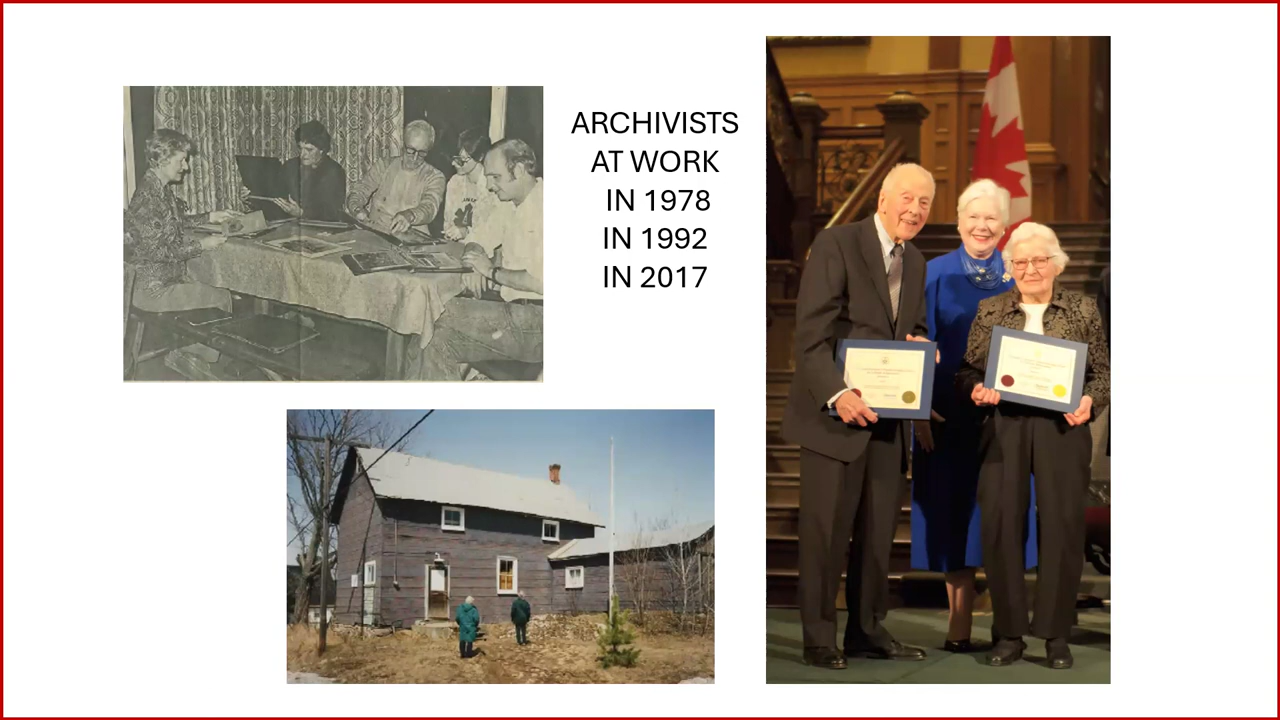 ARCHIVISTS
AT WORK
IN 1978
IN 1992
IN 2017